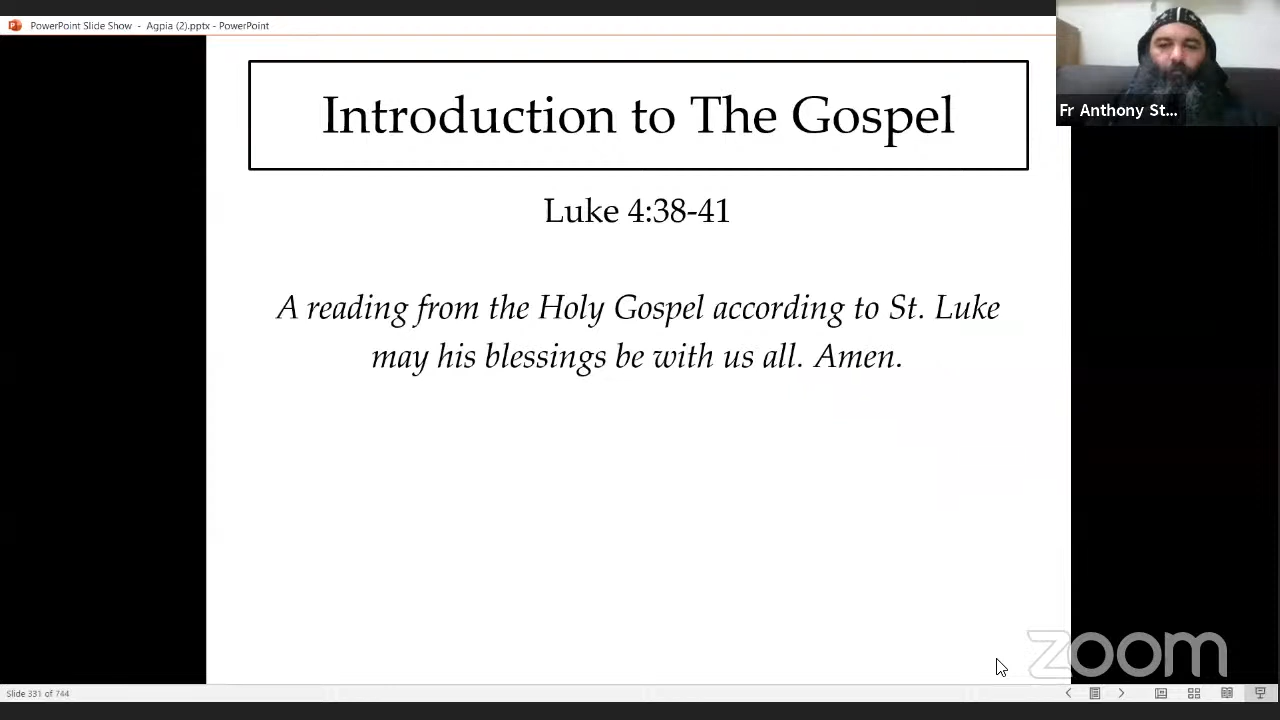 PowerPoint Slide Show - Agpia (2).pptx - PowerPoint
Fr Anthony St...
Introduction to The Gospel
Luke 4:38-41
A reading from the Holy Gospel according to St. Luke
may his blessings be with us all. Amen.
zoom
Slide 331 of 744